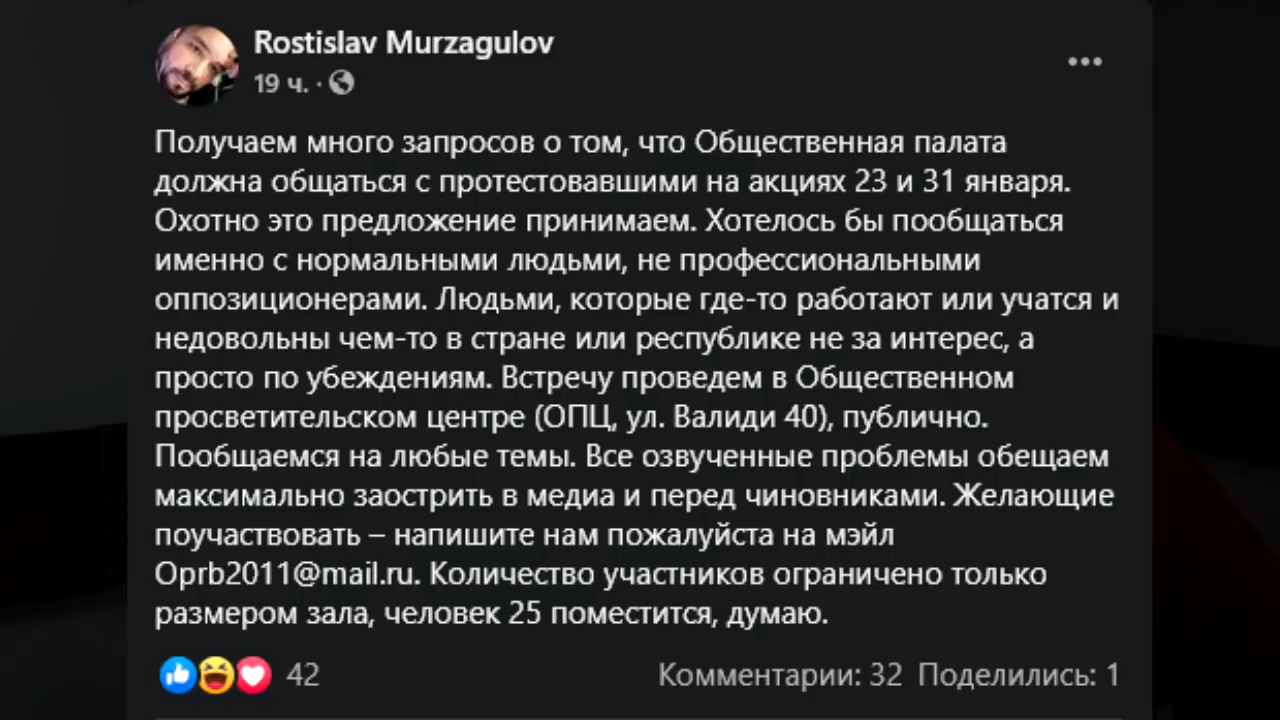 Rostislav Murzagulov
19 ч. ·
Получаем много запросов о том, что Общественная палата
должна общаться с протестовавшими на акциях 23 и 31 января.
Охотно это предложение принимаем. Хотелось бы пообщаться
именно с нормальными людьми, не профессиональными
оппозиционерами. Людьми, которые где-то работают или учатся и
недовольны чем-то в стране или республике не за интерес, а
просто по убеждениям. Встречу проведем в Общественном
просветительском центре (ОПЦ, ул. Валиди 40), публично.
Пообщаемся на любые темы. Все озвученные проблемы обещаем
максимально заострить в медиа и перед чиновниками. Желающие
поучаствовать – напишите нам пожалуйста на мэйл
Oprb2011@mail.ru. Количество участников ограничено только
размером зала, человек 25 поместится, думаю.
42 Комментарии: 32 Поделились: 1